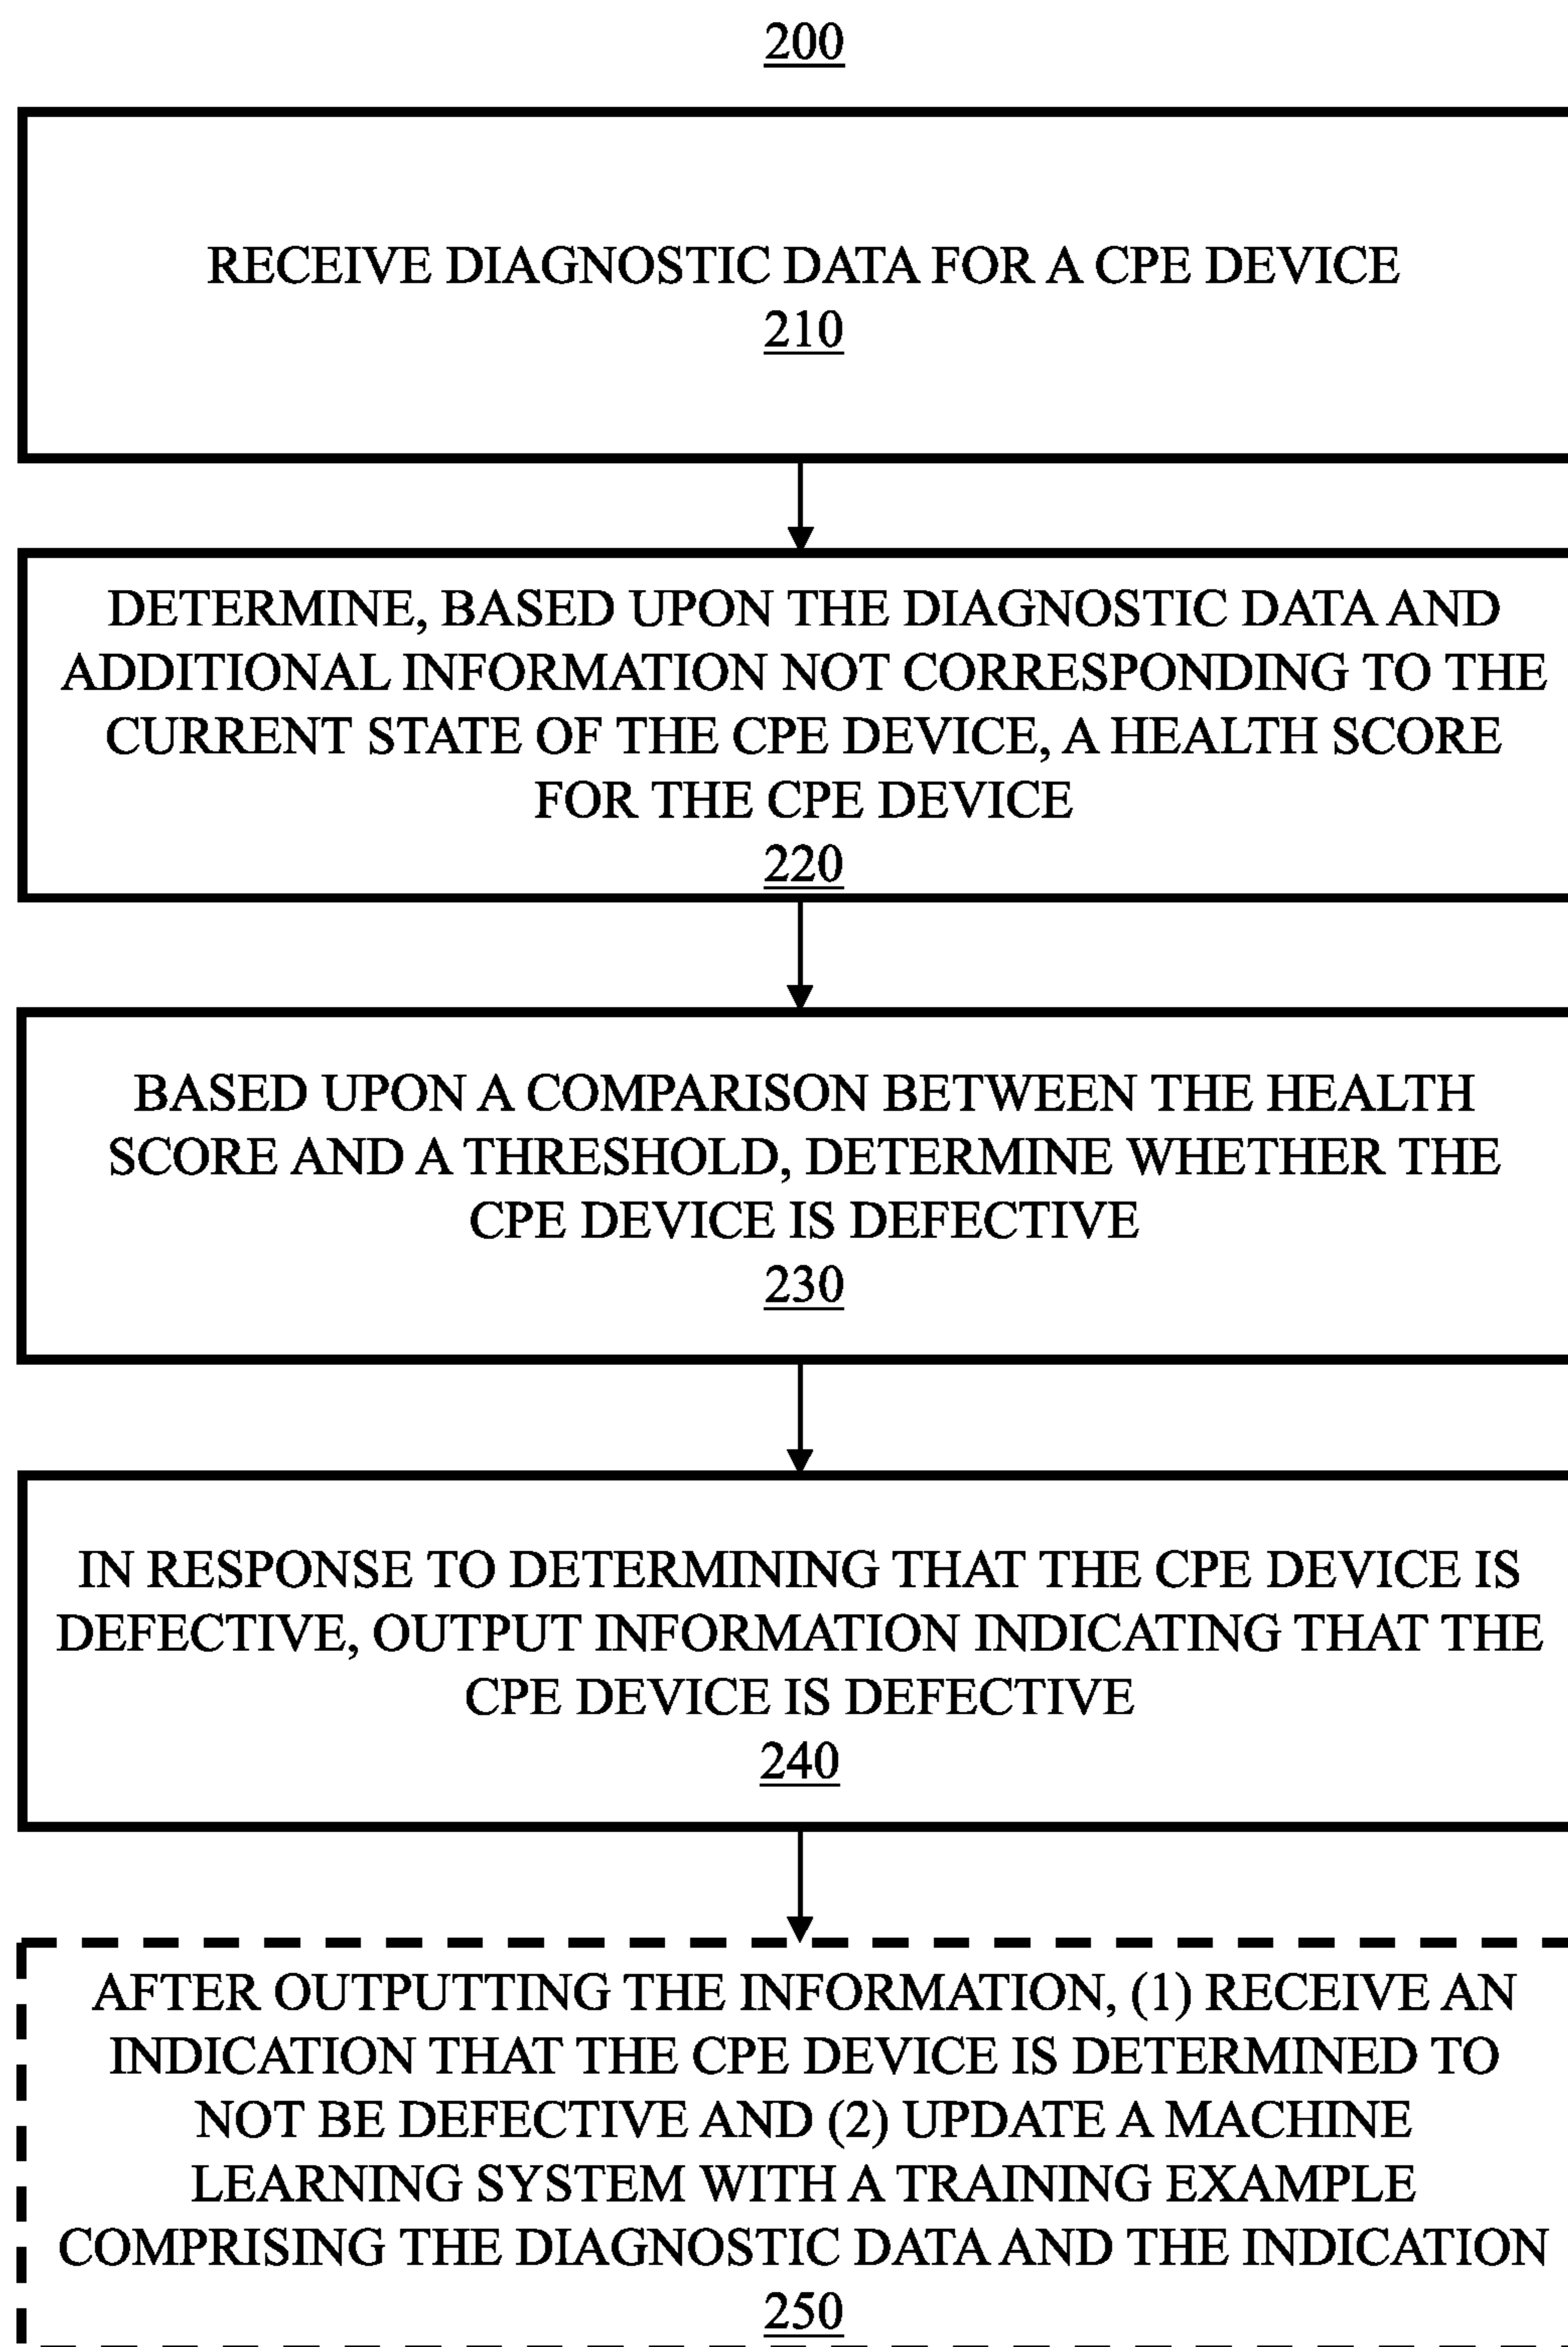 200
RECEIVE DIAGNOSTIC DATA FOR A CPE DEVICE
210
DETERMINE, BASED UPON THE DIAGNOSTIC DATA AND
ADDITIONAL INFORMATION NOT CORRESPONDING TO THE
CURRENT STATE OF THE CPE DEVICE, A HEALTH SCORE
FOR THE CPE DEVICE
220
BASED UPON A COMPARISON BETWEEN THE HEALTH
SCORE AND A THRESHOLD, DETERMINE WHETHER THE
CPE DEVICE IS DEFECTIVE
230
IN RESPONSE TO DETERMINING THAT THE CPE DEVICE IS
DEFECTIVE, OUTPUT INFORMATION INDICATING THAT THE
CPE DEVICE IS DEFECTIVE
240
AFTER OUTPUTTING THE INFORMATION, (1) RECEIVE AN
INDICATION THAT THE CPE DEVICE IS DETERMINED TO
NOT BE DEFECTIVE AND (2) UPDATE A MACHINE
LEARNING SYSTEM WITH A TRAINING EXAMPLE
COMPRISING THE DIAGNOSTIC DATA AND THE INDICATION
250